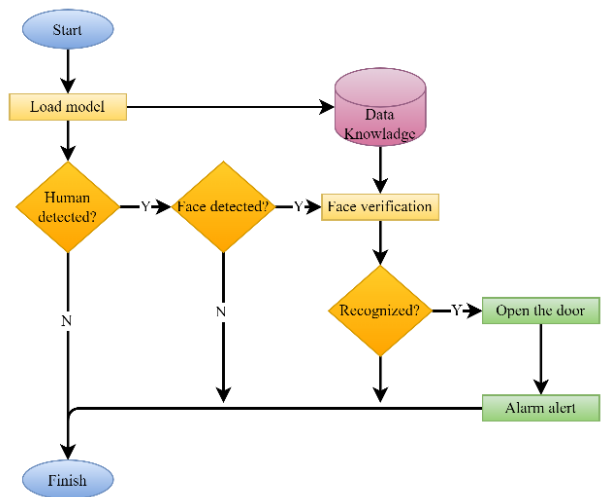 Start
Load model
Data
Knowladge
Human
detected?
Y
Face detected?
Y
Face verification
N
N
Recognized?
Y
Open the door
Alarm alert
Finish